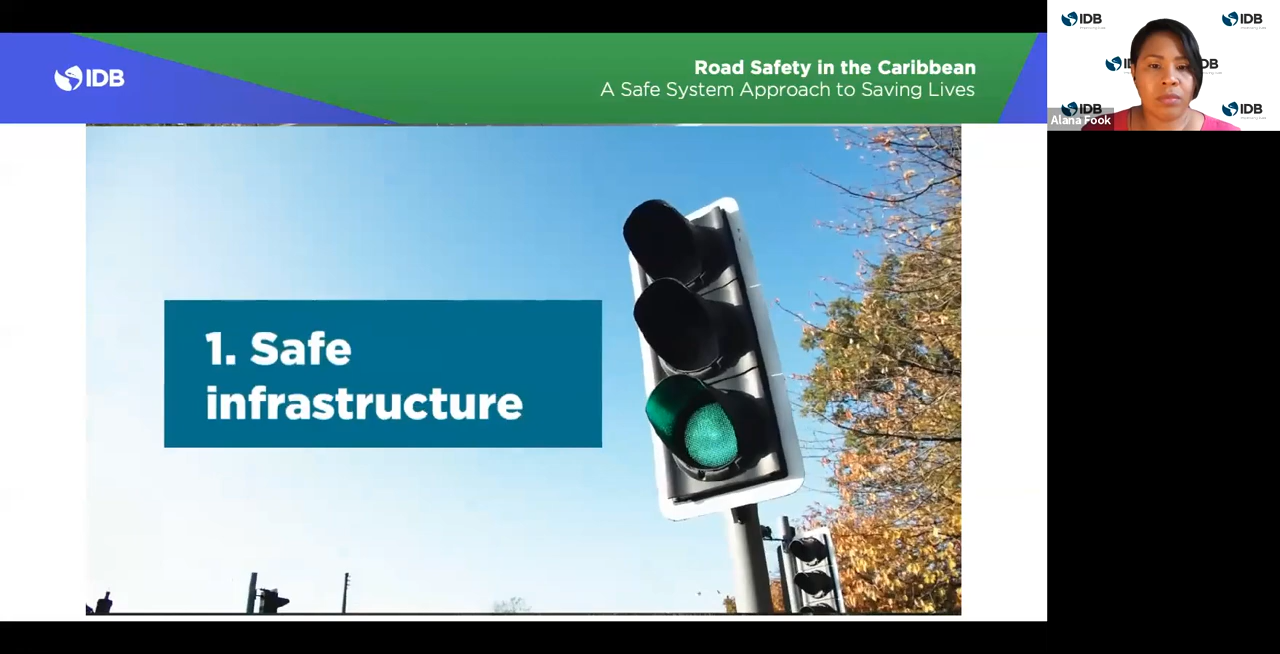 IDB
Road Safety in the Caribbean
A Safe System Approach to Saving Lives
1. Safe
infrastructure
IDB
IDB
IDB
IDB
Alana Fook